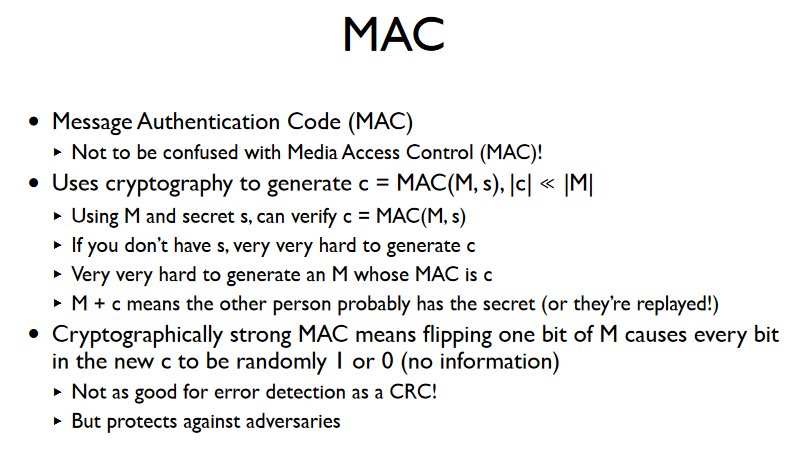 MAC
• Message Authentication Code (MAC)
‣ Not to be confused with Media Access Control (MAC)!
• Uses cryptography to generate c = MAC(M, s), |c| ≪ |M|
‣ Using M and secret s, can verify c = MAC(M, s)
‣ If you don’t have s, very very hard to generate c
‣ Very very hard to generate an M whose MAC is c
‣ M + c means the other person probably has the secret (or they’re replayed!)
• Cryptographically strong MAC means flipping one bit of M causes every bit
in the new c to be randomly 1 or 0 (no information)
‣ Not as good for error detection as a CRC!
‣ But protects against adversaries